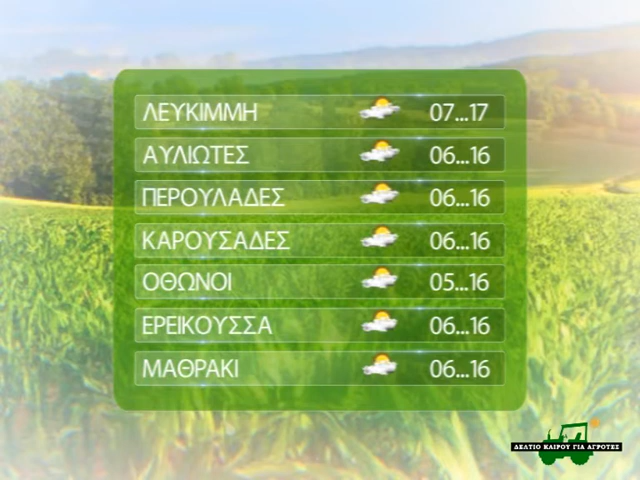 ΛΕΥΚΙΜΜΗ 07...17
ΑΥΛΙΩΤΕΣ 06...16
ΠΕΡΟΥΛΑΔΕΣ 06...16
ΚΑΡΟΥΣΑΔΕΣ 06...16
ΟΘΩΝΟΙ 05...16
ΕΡΕΙΚΟΥΣΣΑ 06...16
ΜΑΘΡΑΚΙ 06...16
ΔΕΛΤΙΟ ΚΑΙΡΟΥ ΓΙΑ ΑΓΡΟΤΕΣ